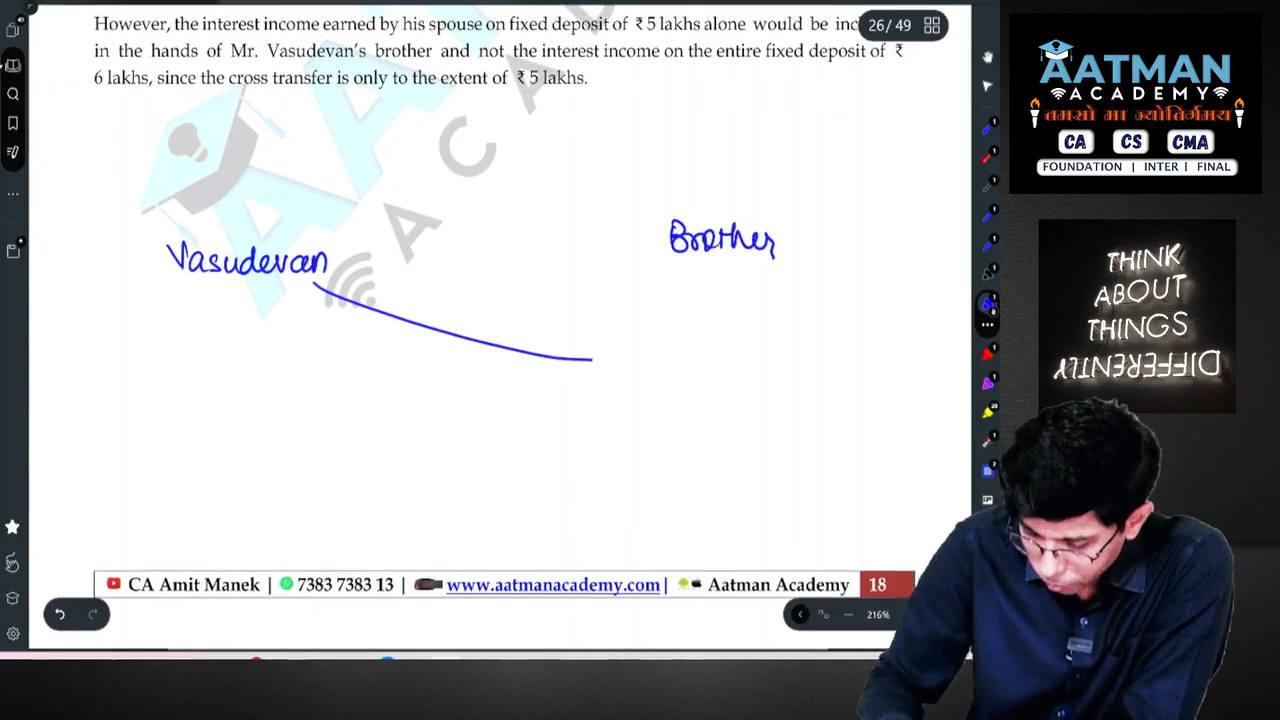 However, the interest income earned by his spouse on fixed deposit of ₹ 5 lakhs alone would be inc
in the hands of Mr. Vasudevan's brother and not the interest income on the entire fixed deposit of ₹
6 lakhs, since the cross transfer is only to the extent of ₹ 5 lakhs.
26/49
AATMAN
ACADEMY
तमसो मा ज्योतिर्गमय
CA CS CMA
FOUNDATION | INTER | FINAL
Vasudevan
Brother
THINK
ABOUT
THINGS
DIFFERENTLY
CA Amit Manek | 7383 7383 13 | www.aatmanacademy.com | Aatman Academy 18
216%